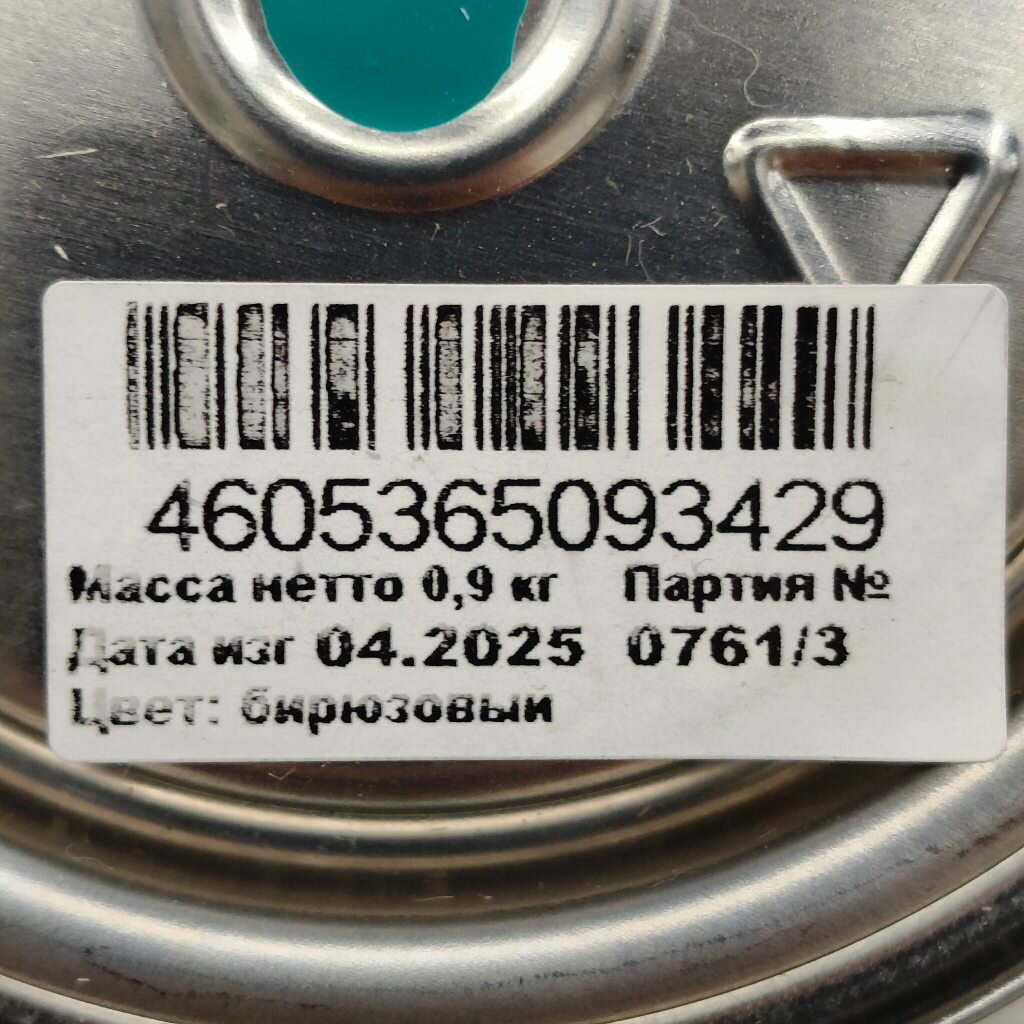 4605365093429
Масса нетто 0,9 кг Партия №
Дата изг 04.2025 0761/3
Цвет: бирюзовый